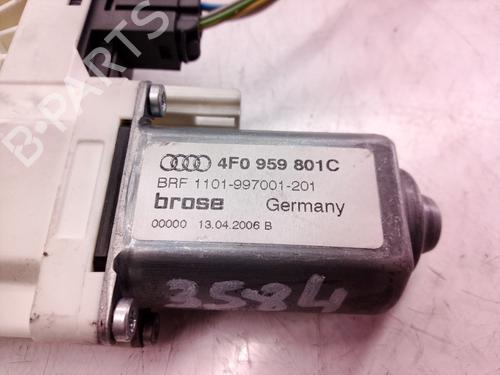 B-PARTS
4F0 959 801C
BRF 1101-997001-201
brose Germany
00000 13.04.2006 B
3584